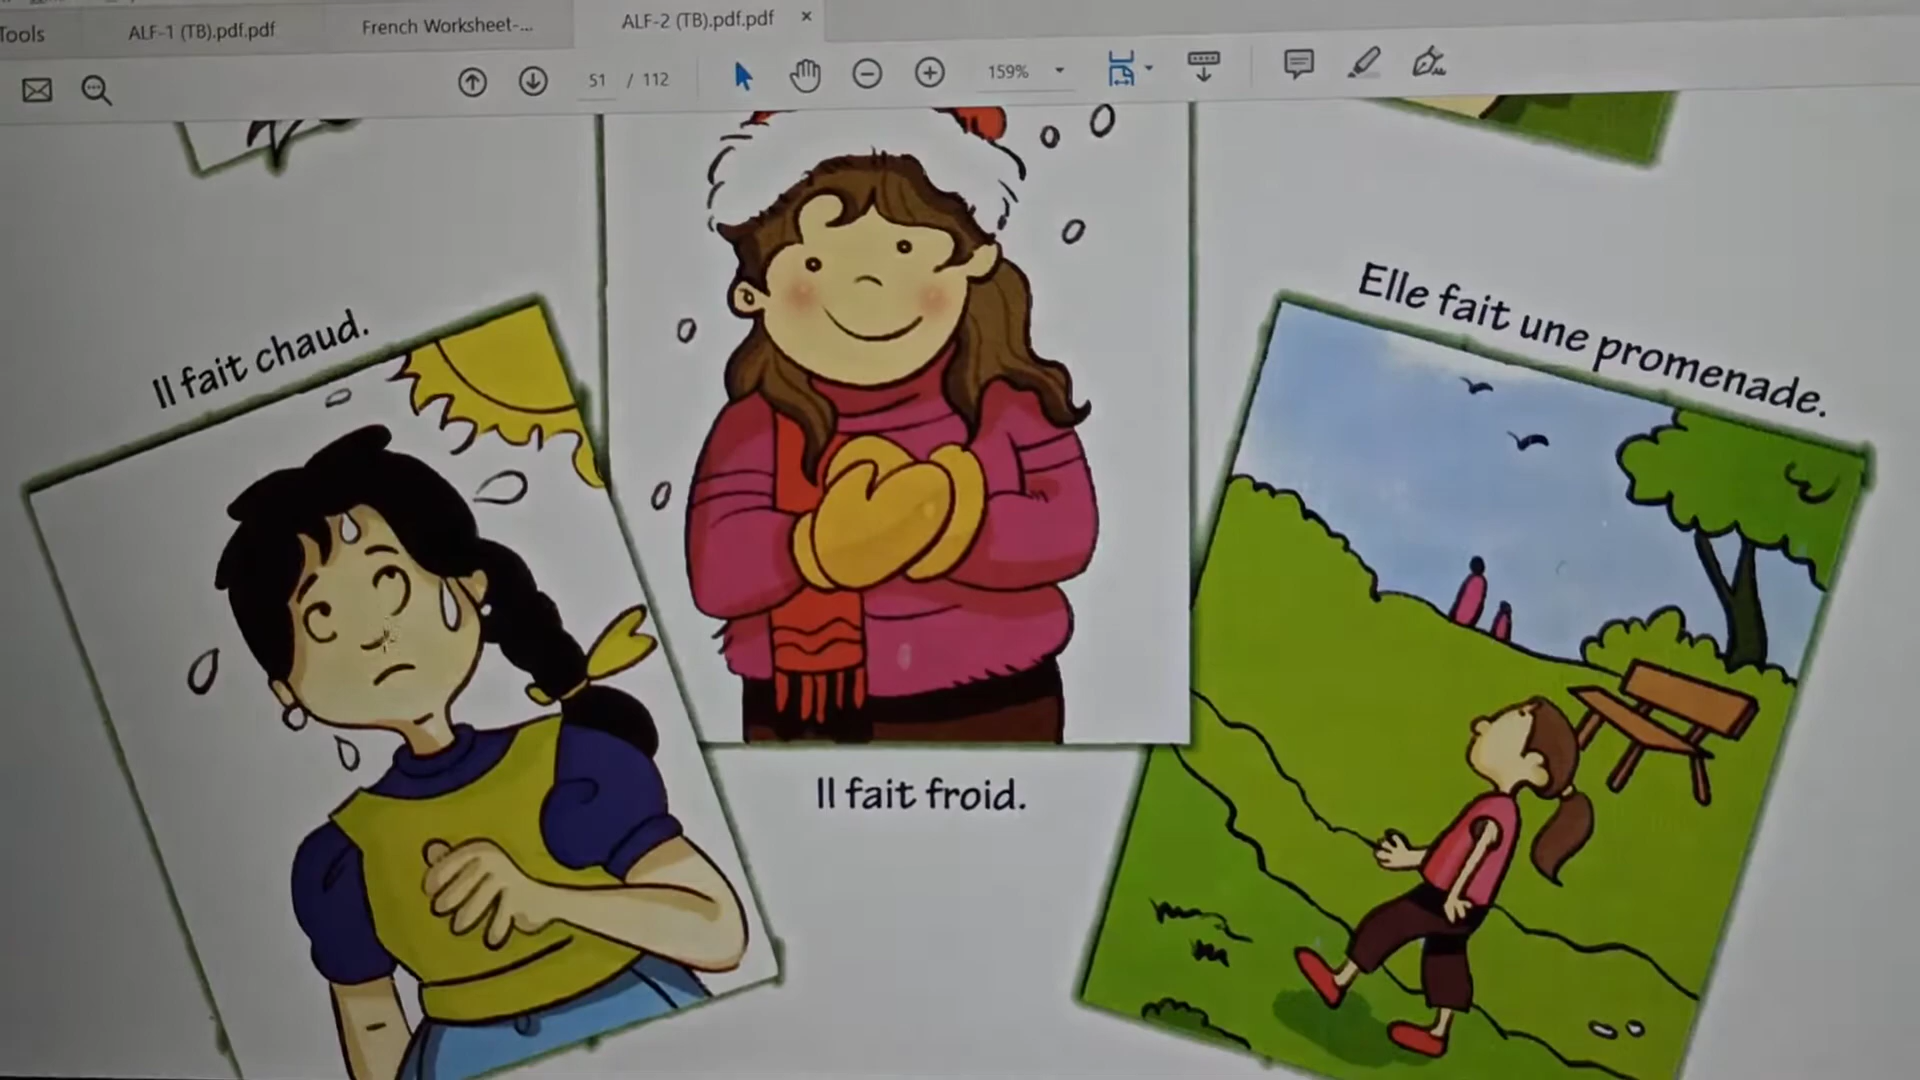 Tools
ALF-1 (TB).pdf.pdf
French Worksheet-...
ALF-2 (TB).pdf.pdf
51 / 112
159%
Il fait chaud.
Il fait froid.
Elle fait une promenade.